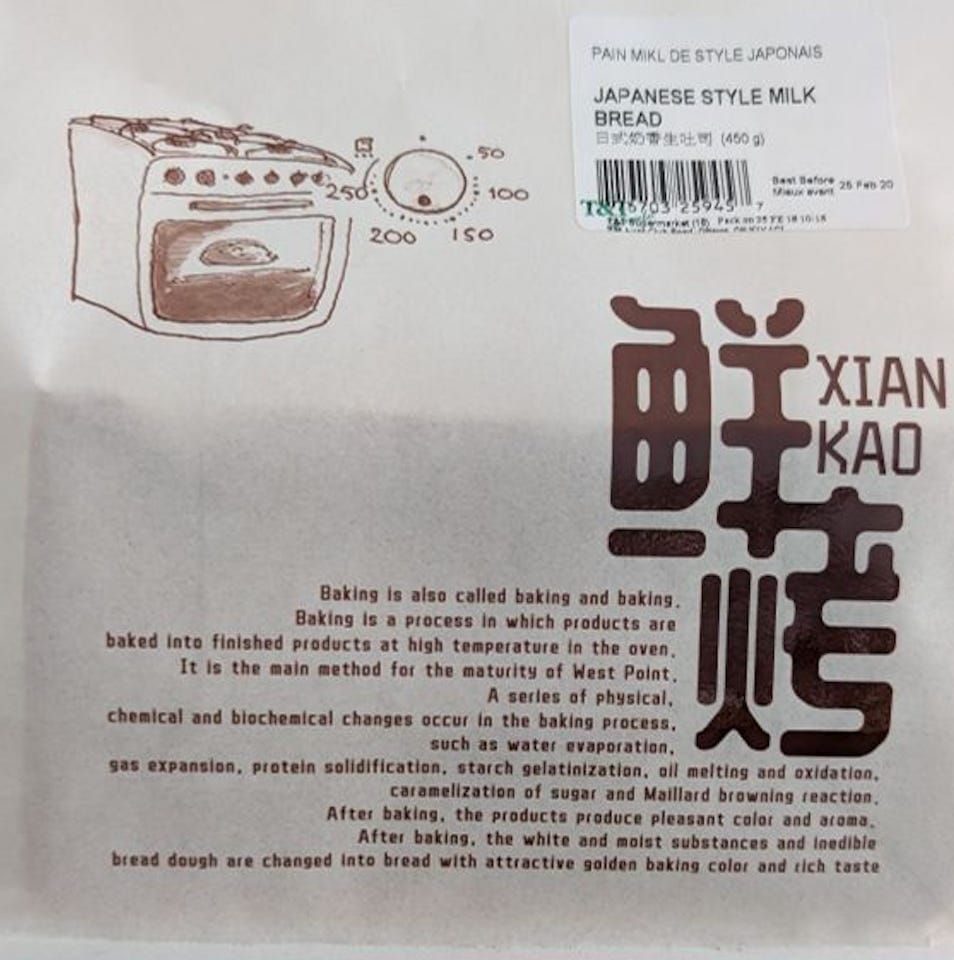 PAIN MIKL DE STYLE JAPONAIS
JAPANESE STYLE MILK
BREAD
日式奶香生吐司 (450 g)
Best Before
Mieux avant
25 Feb 20
T&T
5703 25945 7
50
100
150
200
250
鲜烤
XIAN
KAO
Baking is also called baking and baking.
Baking is a process in which products are
baked into finished products at high temperature in the oven.
It is the main method for the maturity of West Point.
A series of physical,
chemical and biochemical changes occur in the baking process,
such as water evaporation,
gas expansion, protein solidification, starch gelatinization, oil melting and oxidation,
caramelization of sugar and Maillard browning reaction.
After baking, the products produce pleasant color and aroma.
After baking, the white and moist substances and inedible
bread dough are changed into bread with attractive golden baking color and rich taste